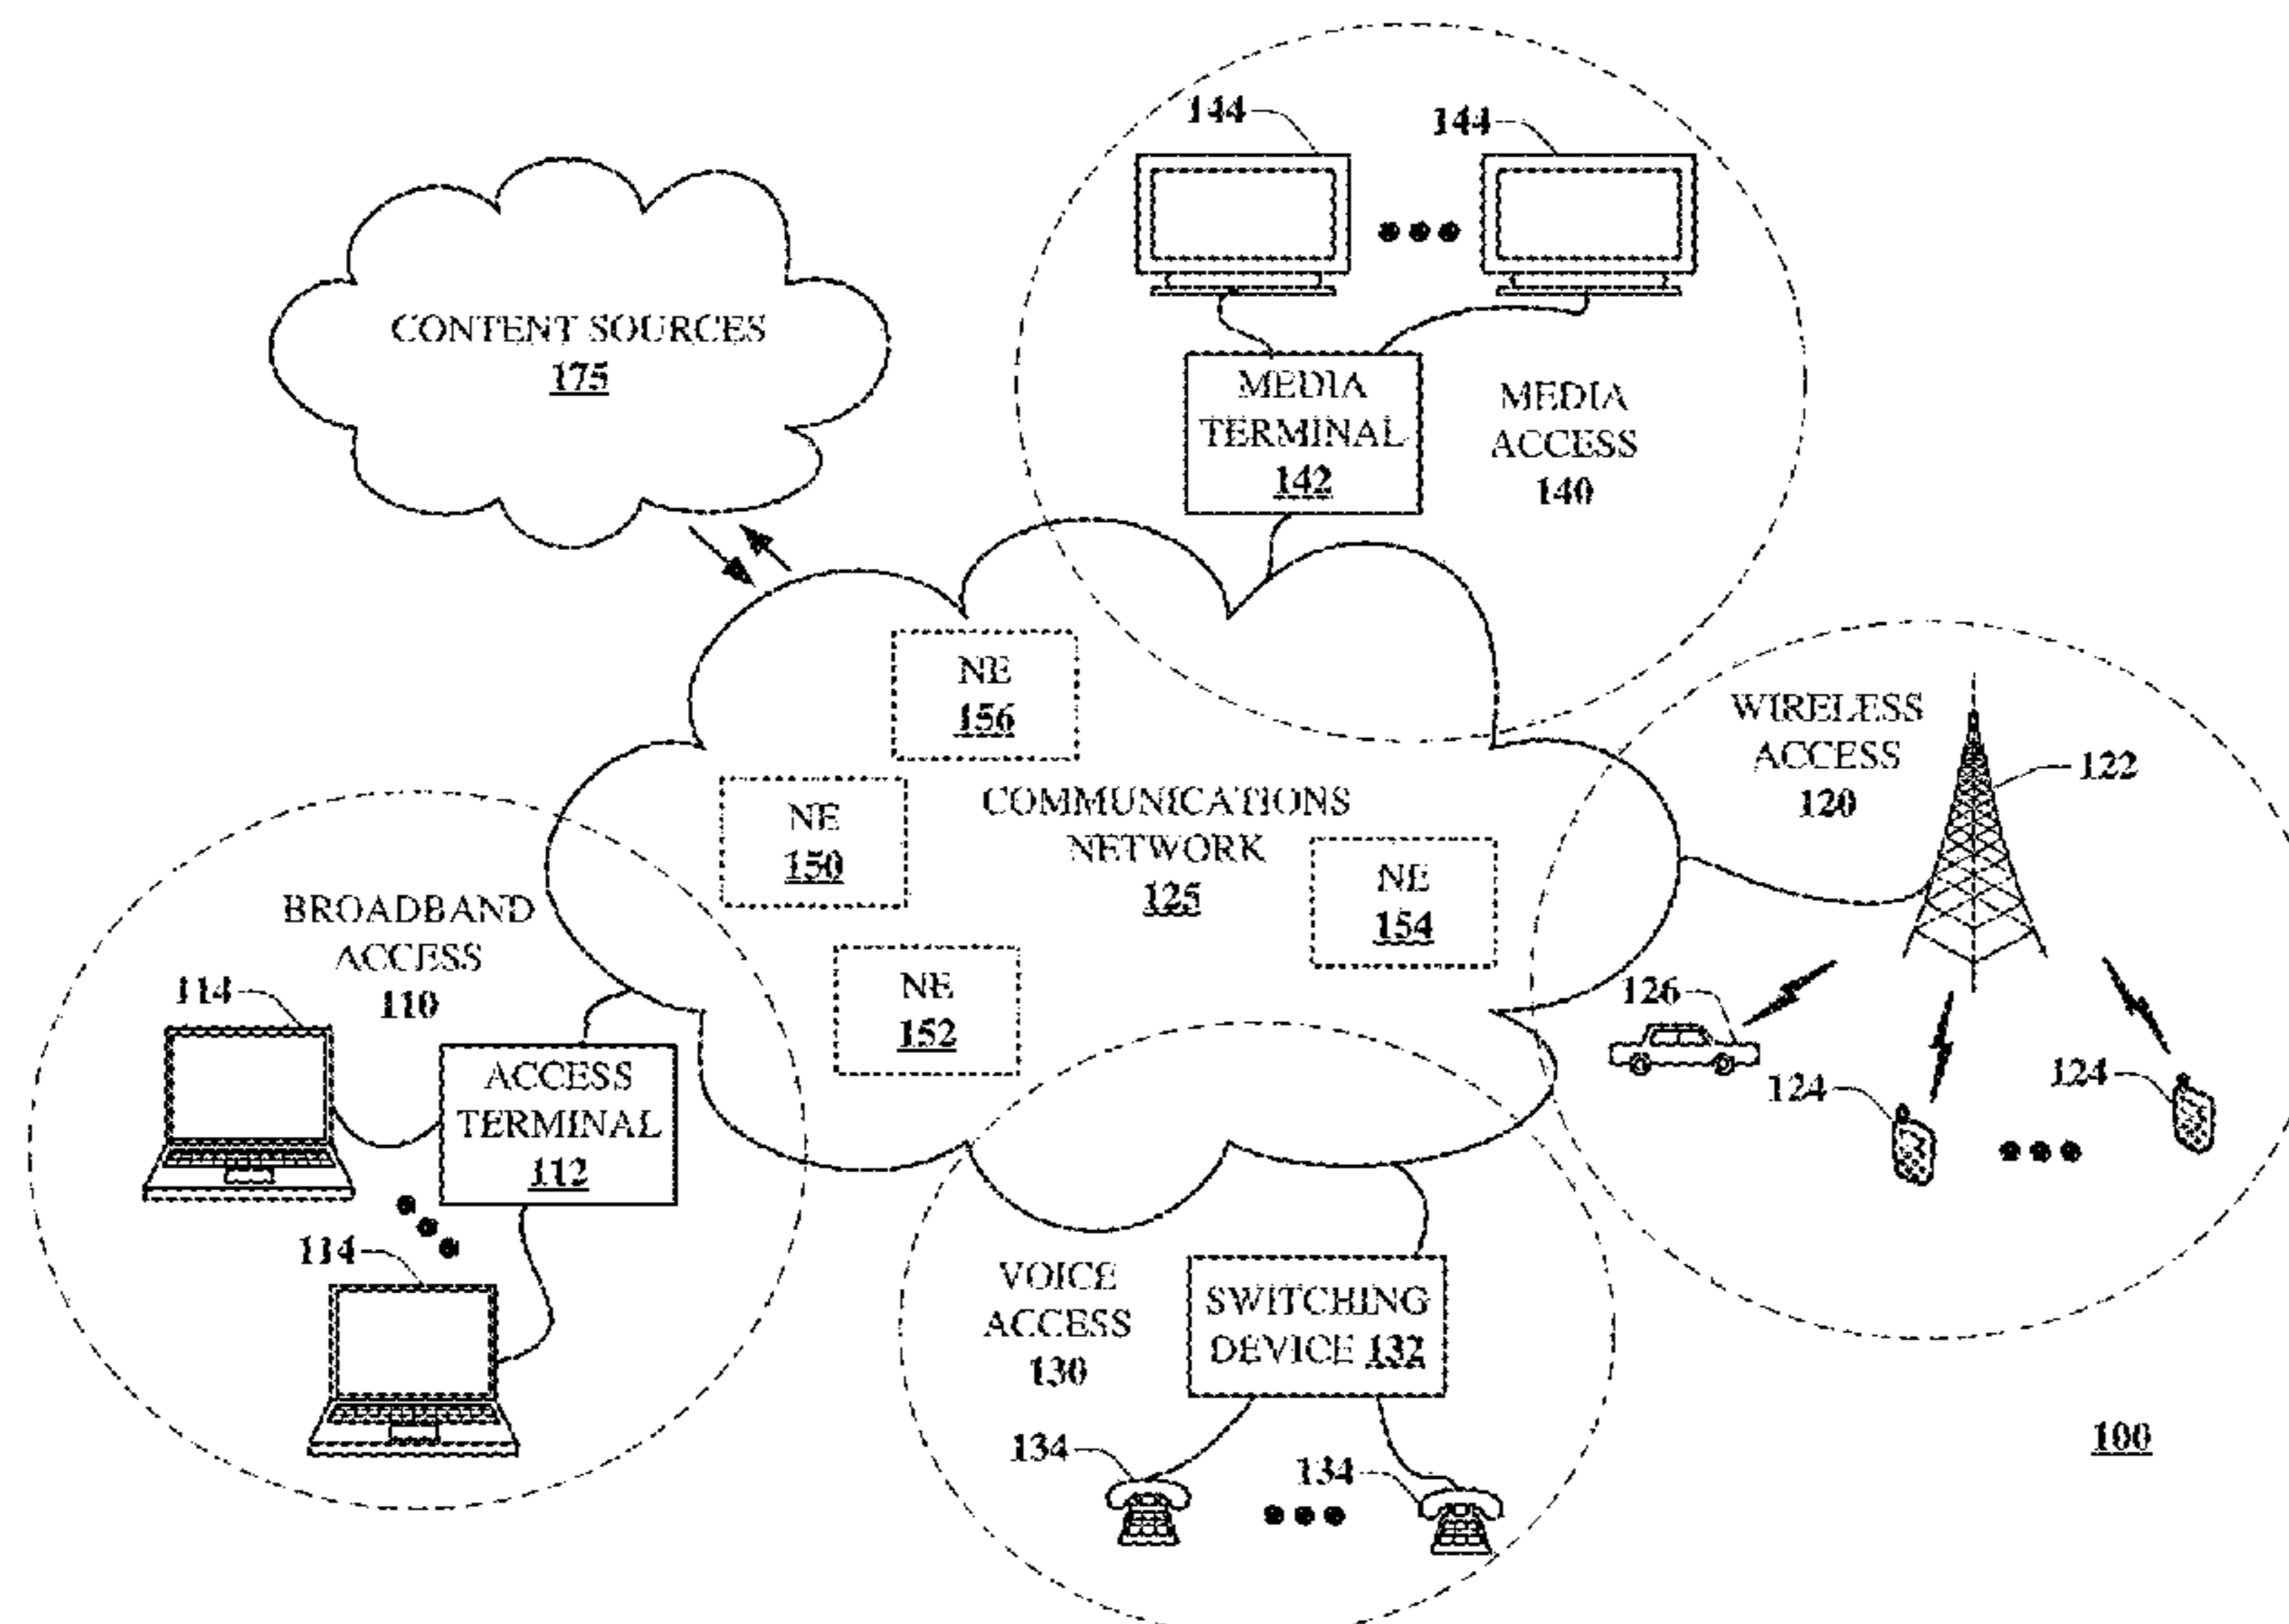 144
144
CONTENT SOURCES
175
MEDIA
TERMINAL
142
MEDIA
ACCESS
140
NE
156
WIRELESS
ACCESS
120
122
NE
150
COMMUNICATIONS
NETWORK
125
NE
154
BROADBAND
ACCESS
110
114
NE
152
126
124
124
ACCESS
TERMINAL
112
114
VOICE
ACCESS
130
SWITCHING
DEVICE 132
134
134
100